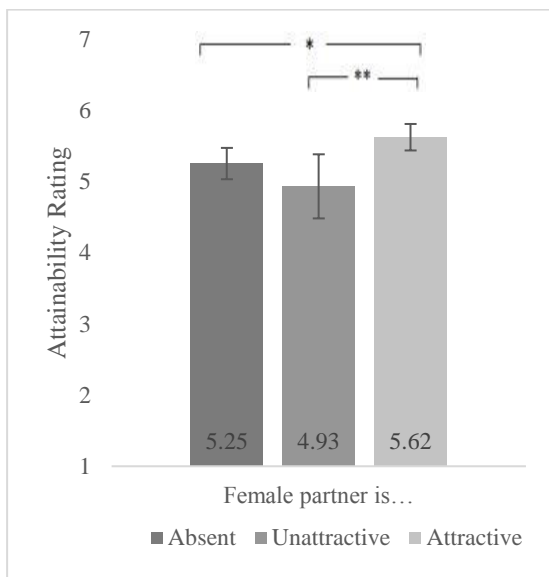 7
*
**
6
5
4
3
2
1
Attainability Rating
5.25 4.93 5.62
Female partner is…
Absent Unattractive Attractive